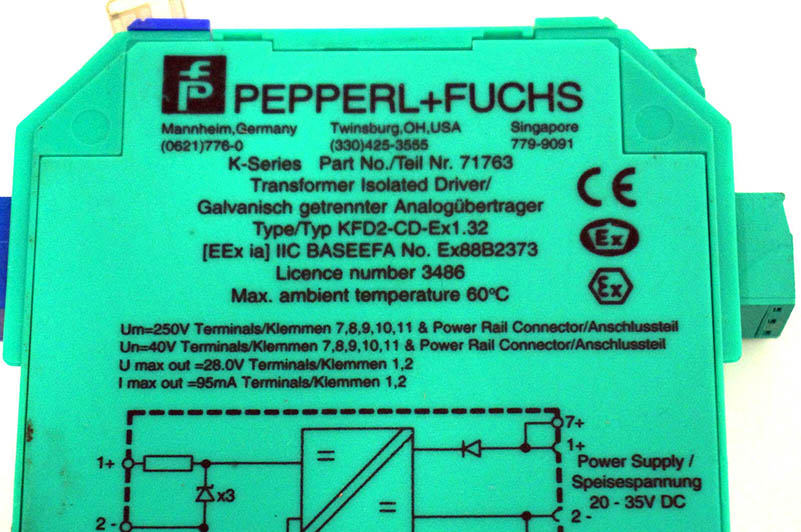 PEPPERL+FUCHS
Mannheim,Germany Twinsburg,OH,USA Singapore
(0621)776-0 (330)425-3555 779-9091
K-Series Part No./Teil Nr. 71763
Transformer Isolated Driver/
Galvanisch getrennter Analogübertrager
Type/Typ KFD2-CD-Ex1.32
[EEx ia] IIC BASEEFA No. Ex88B2373
Licence number 3486
Max. ambient temperature 60°C
CE
Ex
Ex
Um=250V Terminals/Klemmen 7,8,9,10,11 & Power Rail Connector/Anschlussteil
Un=40V Terminals/Klemmen 7,8,9,10,11 & Power Rail Connector/Anschlussteil
U max out =28.0V Terminals/Klemmen 1,2
I max out =95mA Terminals/Klemmen 1,2
7+
1+ = 1+
x3 = Power Supply /
Speisespannung
2 - 2 - 20 - 35V DC